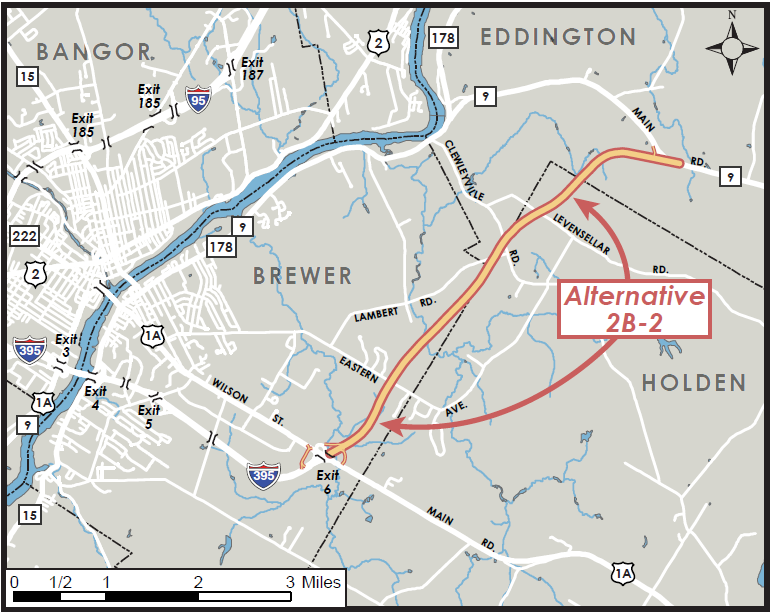 N
BANGOR
EDDINGTON
15
2
178
Exit
187
Exit
185
95
Exit
185
9
MAIN
RD.
9
CLEWLEYVILLE
RD.
LEVENSELLAR
RD.
222
2
9
178
BREWER
LAMBERT RD.
Alternative
2B-2
1A
Exit
3
395
EASTERN
AVE.
HOLDEN
1A
Exit
4
Exit
5
WILSON
ST.
9
395
Exit
6
15
MAIN
RD.
1A
0 1/2 1 2 3 Miles